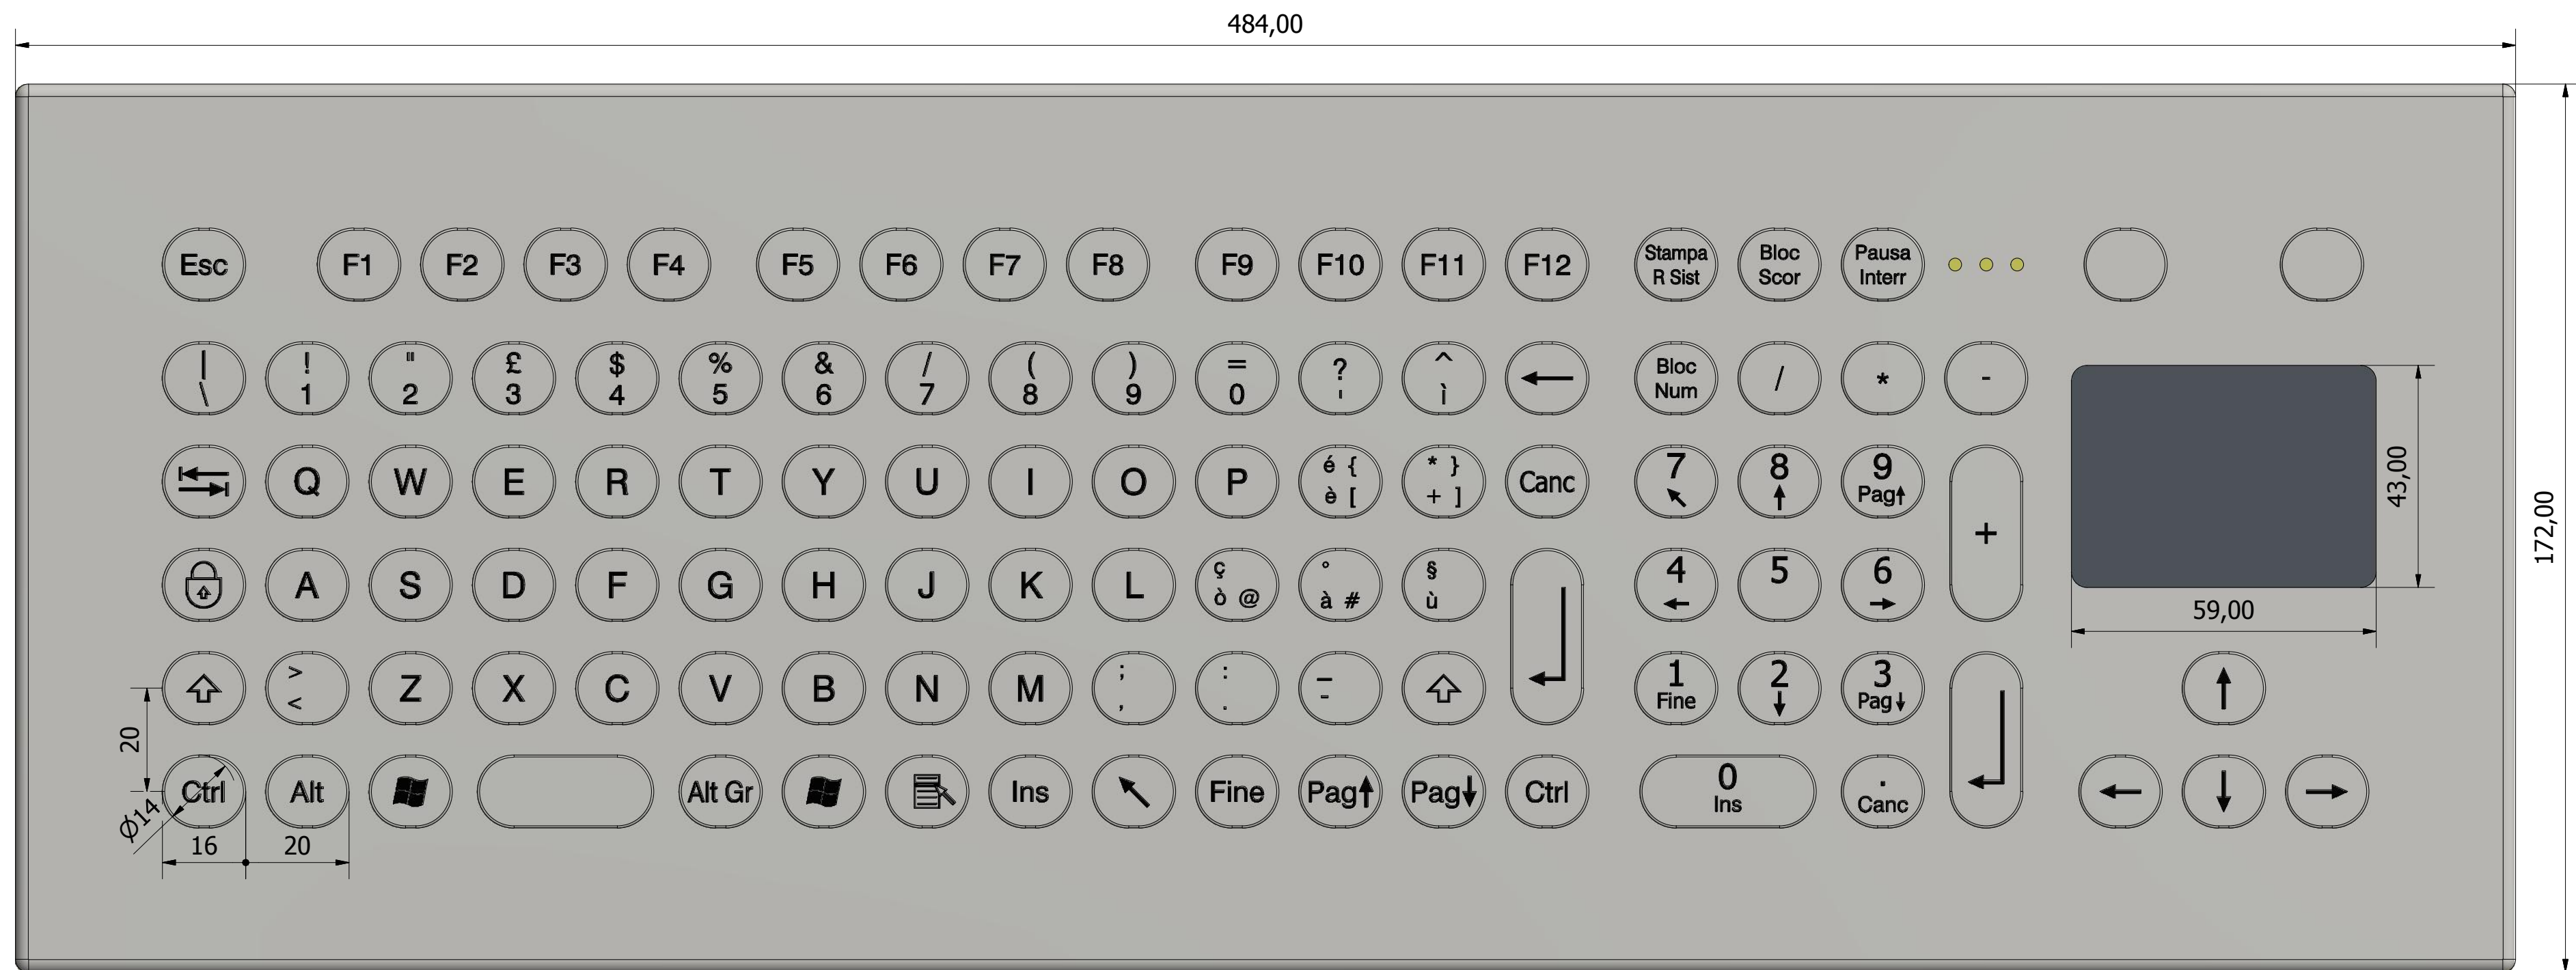 484,00
Esc F1 F2 F3 F4 F5 F6 F7 F8 F9 F10 F11 F12 Stampa R Sist Bloc Scor Pausa Interr
| \ ! 1 " 2 £ 3 $ 4 % 5 & 6 / 7 ( 8 ) 9 = 0 ? ' ^ ì Bloc Num / * -
Q W E R T Y U I O P é { è [ * } + ] Canc 7 8 9 Pag +
43,00
172,00
A S D F G H J K L ç ò @ ° à # § ù 4 5 6
59,00
> < Z X C V B N M ; , : . _ - 1 Fine 2 3 Pag
20
Ctrl Alt Alt Gr Ins Fine Pag Pag Ctrl 0 Ins . Canc
Ø14
16 20